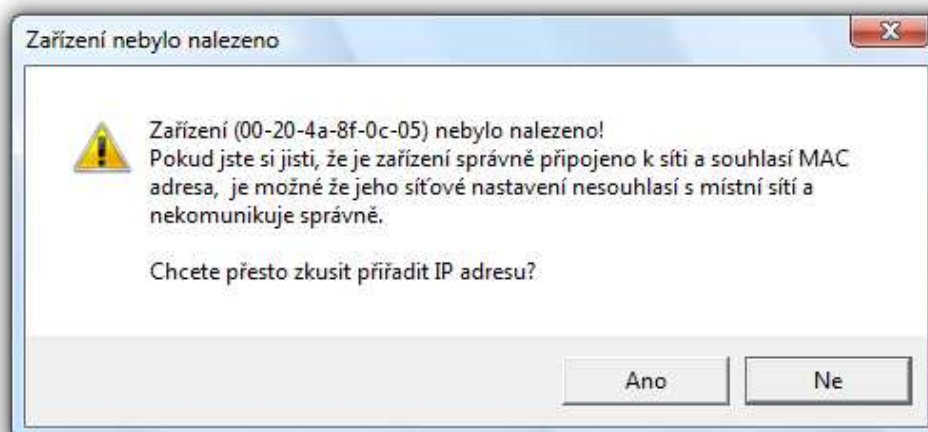 Zařízení nebylo nalezeno
Zařízení (00-20-4a-8f-0c-05) nebylo nalezeno!
Pokud jste si jisti, že je zařízení správně připojeno k síti a souhlasí MAC
adresa,  je možné že jeho síťové nastavení nesouhlasí s místní sítí a
nekomunikuje správně.
Chcete přesto zkusit přiřadit IP adresu?
Ano
Ne